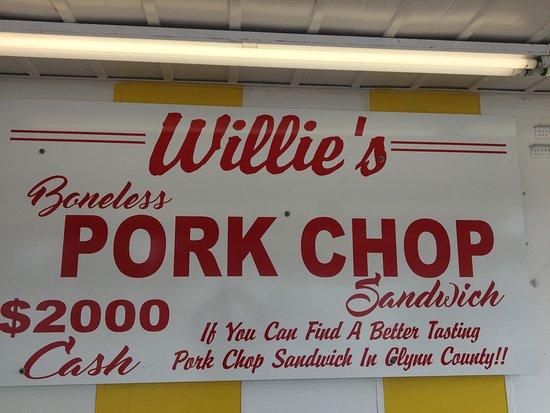 Willie's
Boneless
PORK CHOP
Sandwich
$2000
Cash
If You Can Find A Better Tasting
Pork Chop Sandwich In Glynn County!!